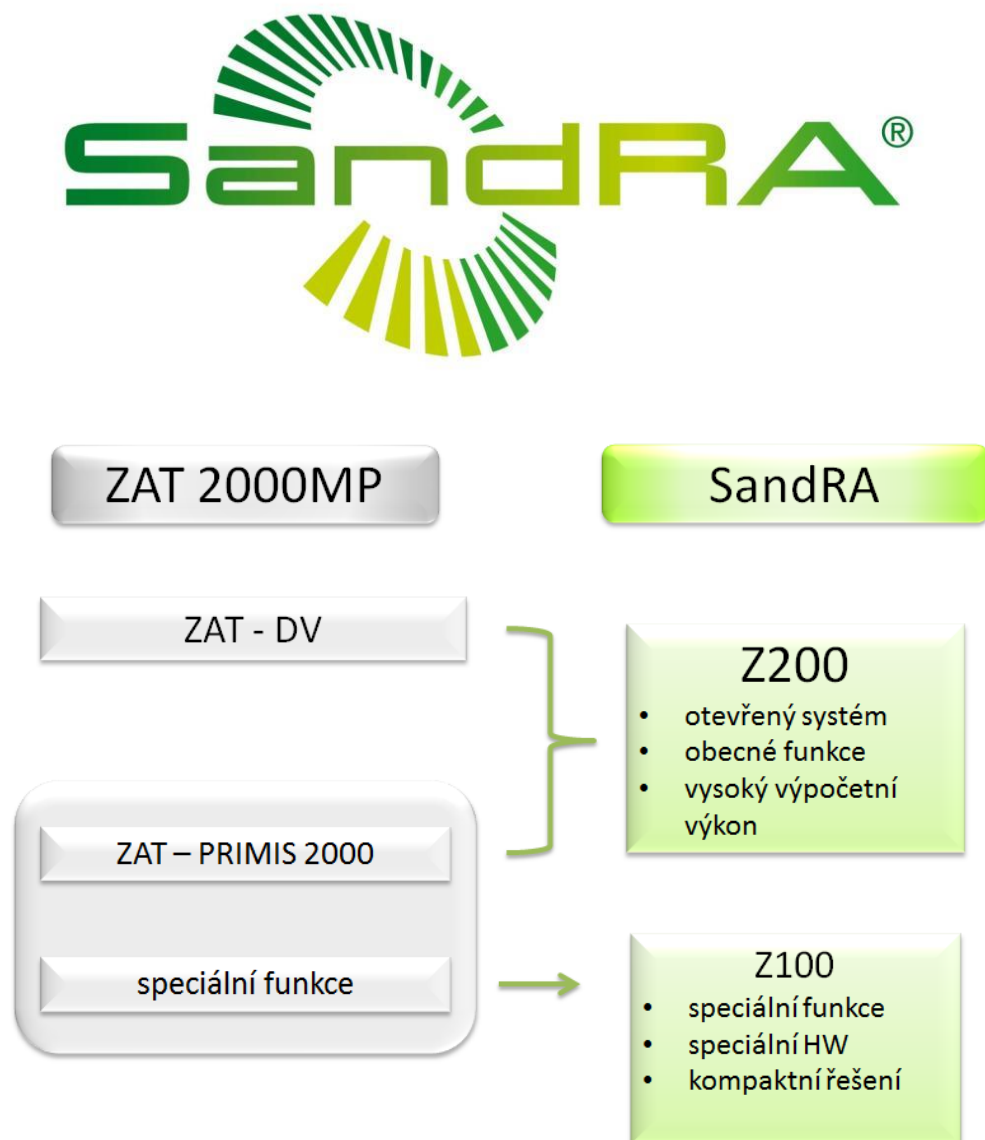 SandRA®
ZAT 2000MP
SandRA
ZAT - DV
Z200
• otevřený systém
• obecné funkce
• vysoký výpočetní
výkon
ZAT – PRIMIS 2000
speciální funkce
Z100
• speciální funkce
• speciální HW
• kompaktní řešení